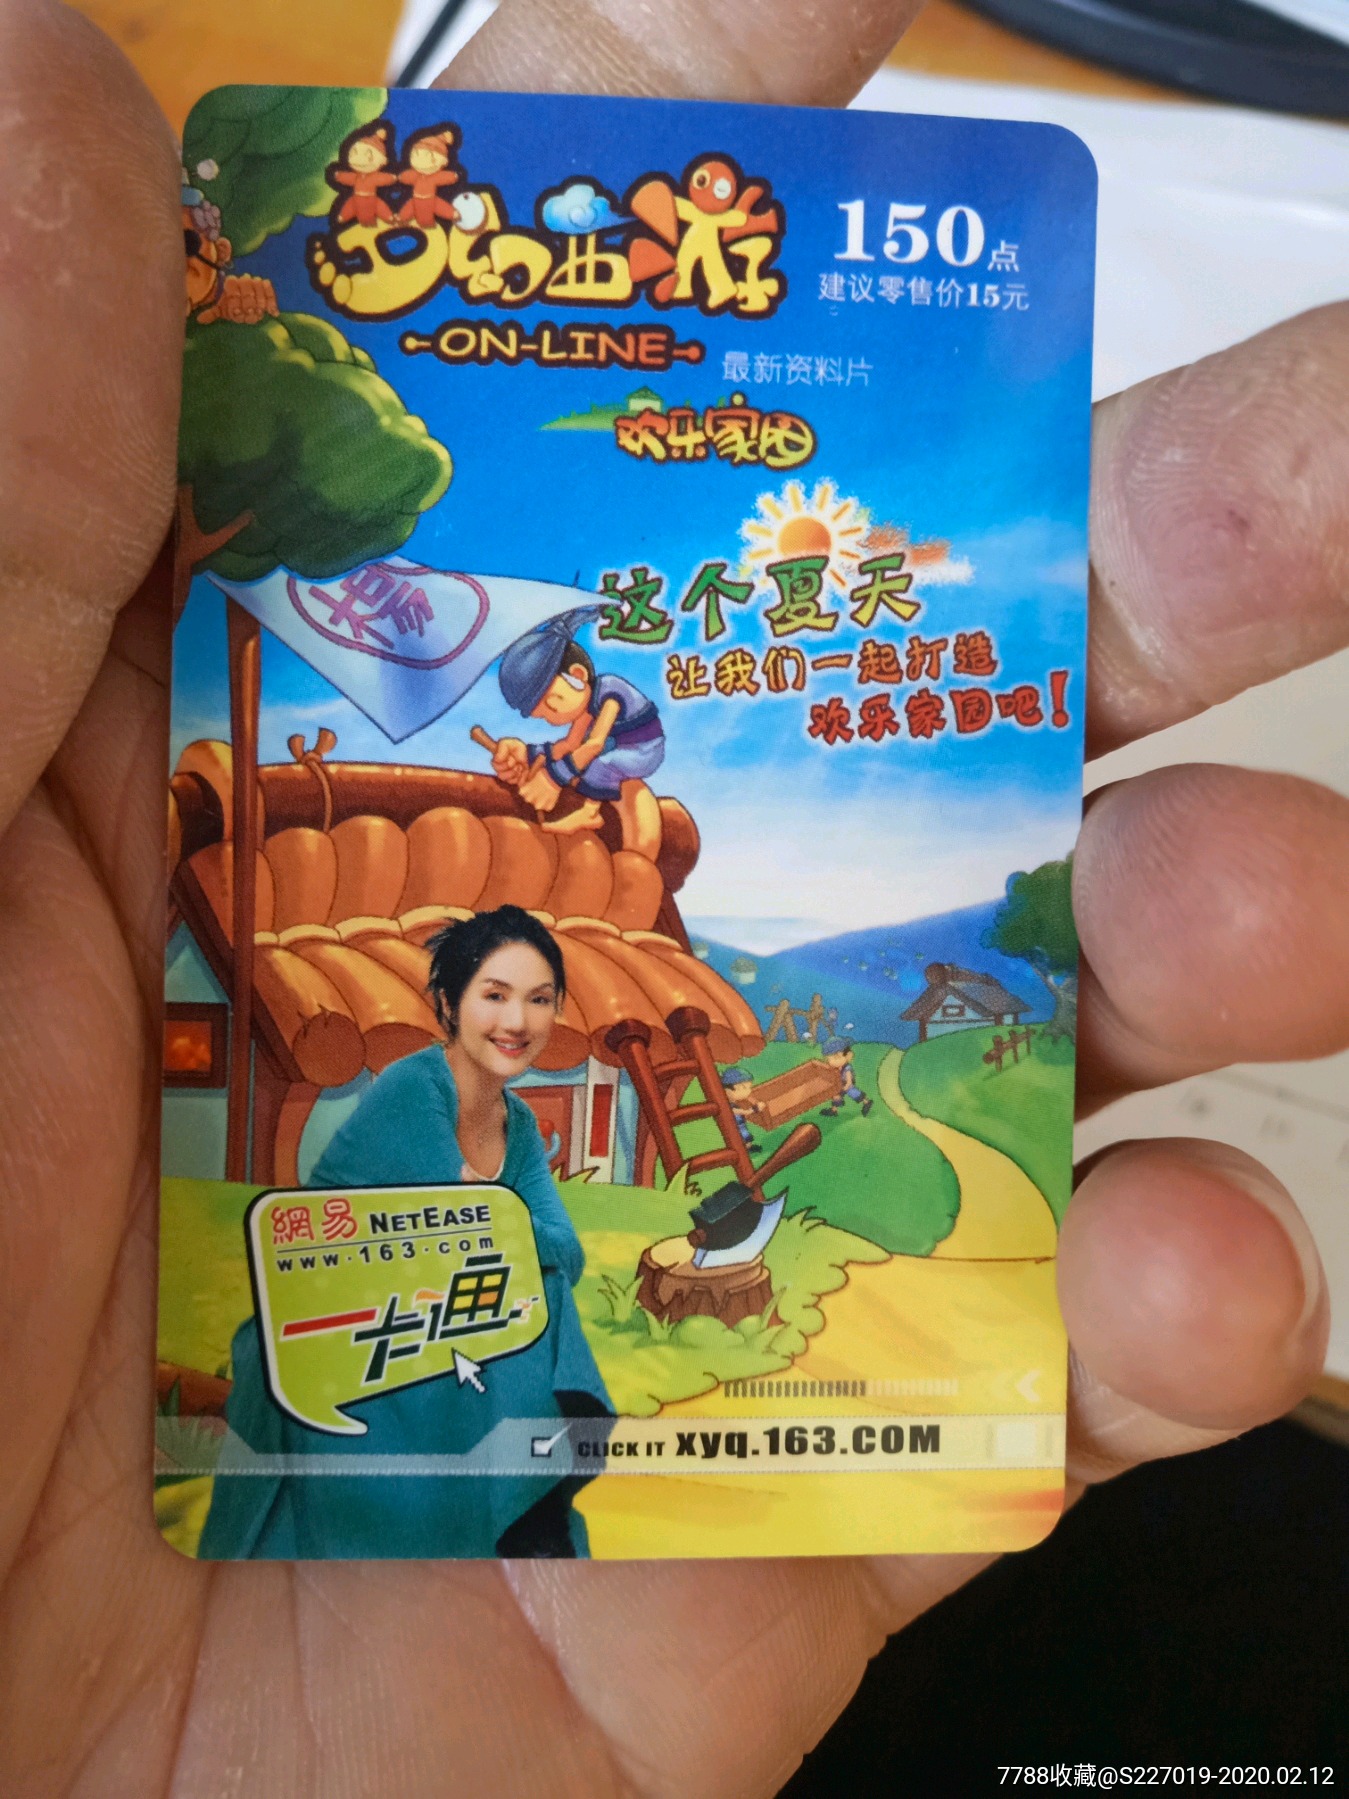 梦幻西游
ON-LINE
150点
建议零售价15元
最新资料片
欢乐家园
这个夏天
让我们一起打造
欢乐家园吧！
網易 NETEASE
www.163.com
一卡通
CLICK IT xyq.163.COM
7788收藏@S227019-2020.02.12